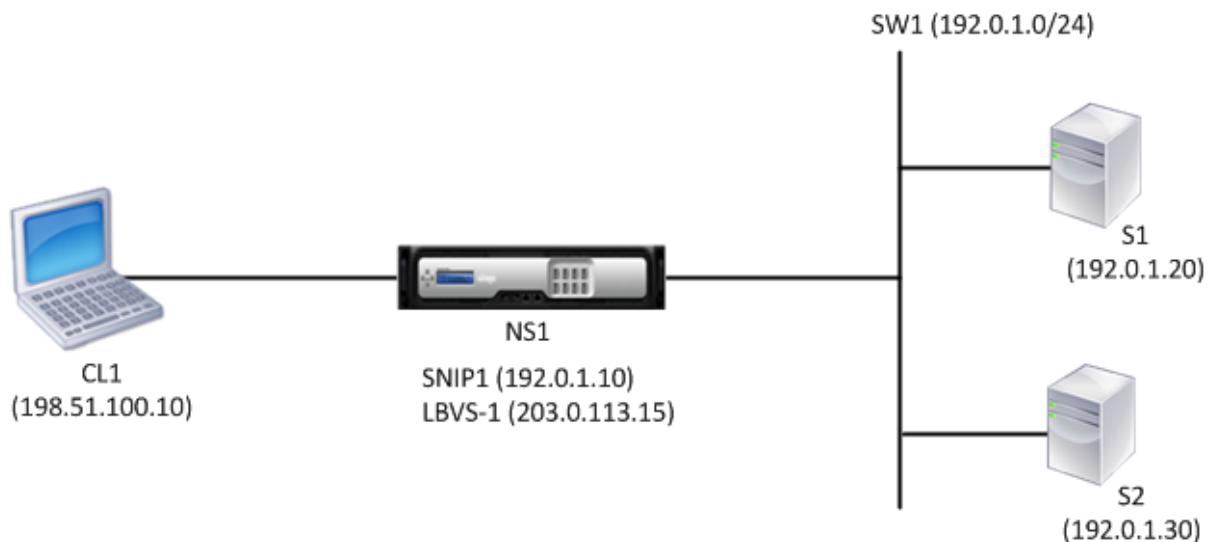 SW1 (192.0.1.0/24)
S1
(192.0.1.20)
NS1
CL1
(198.51.100.10)
SNIP1 (192.0.1.10)
LBVS-1 (203.0.113.15)
S2
(192.0.1.30)